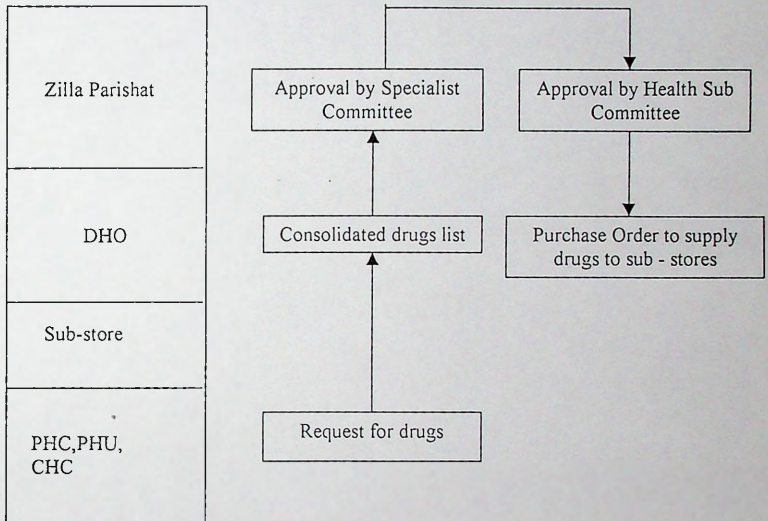 Zilla Parishat
Approval by Specialist
Committee
Approval by Health Sub
Committee
DHO
Consolidated drugs list
Purchase Order to supply
drugs to sub - stores
Sub-store
PHC,PHU,
CHC
Request for drugs